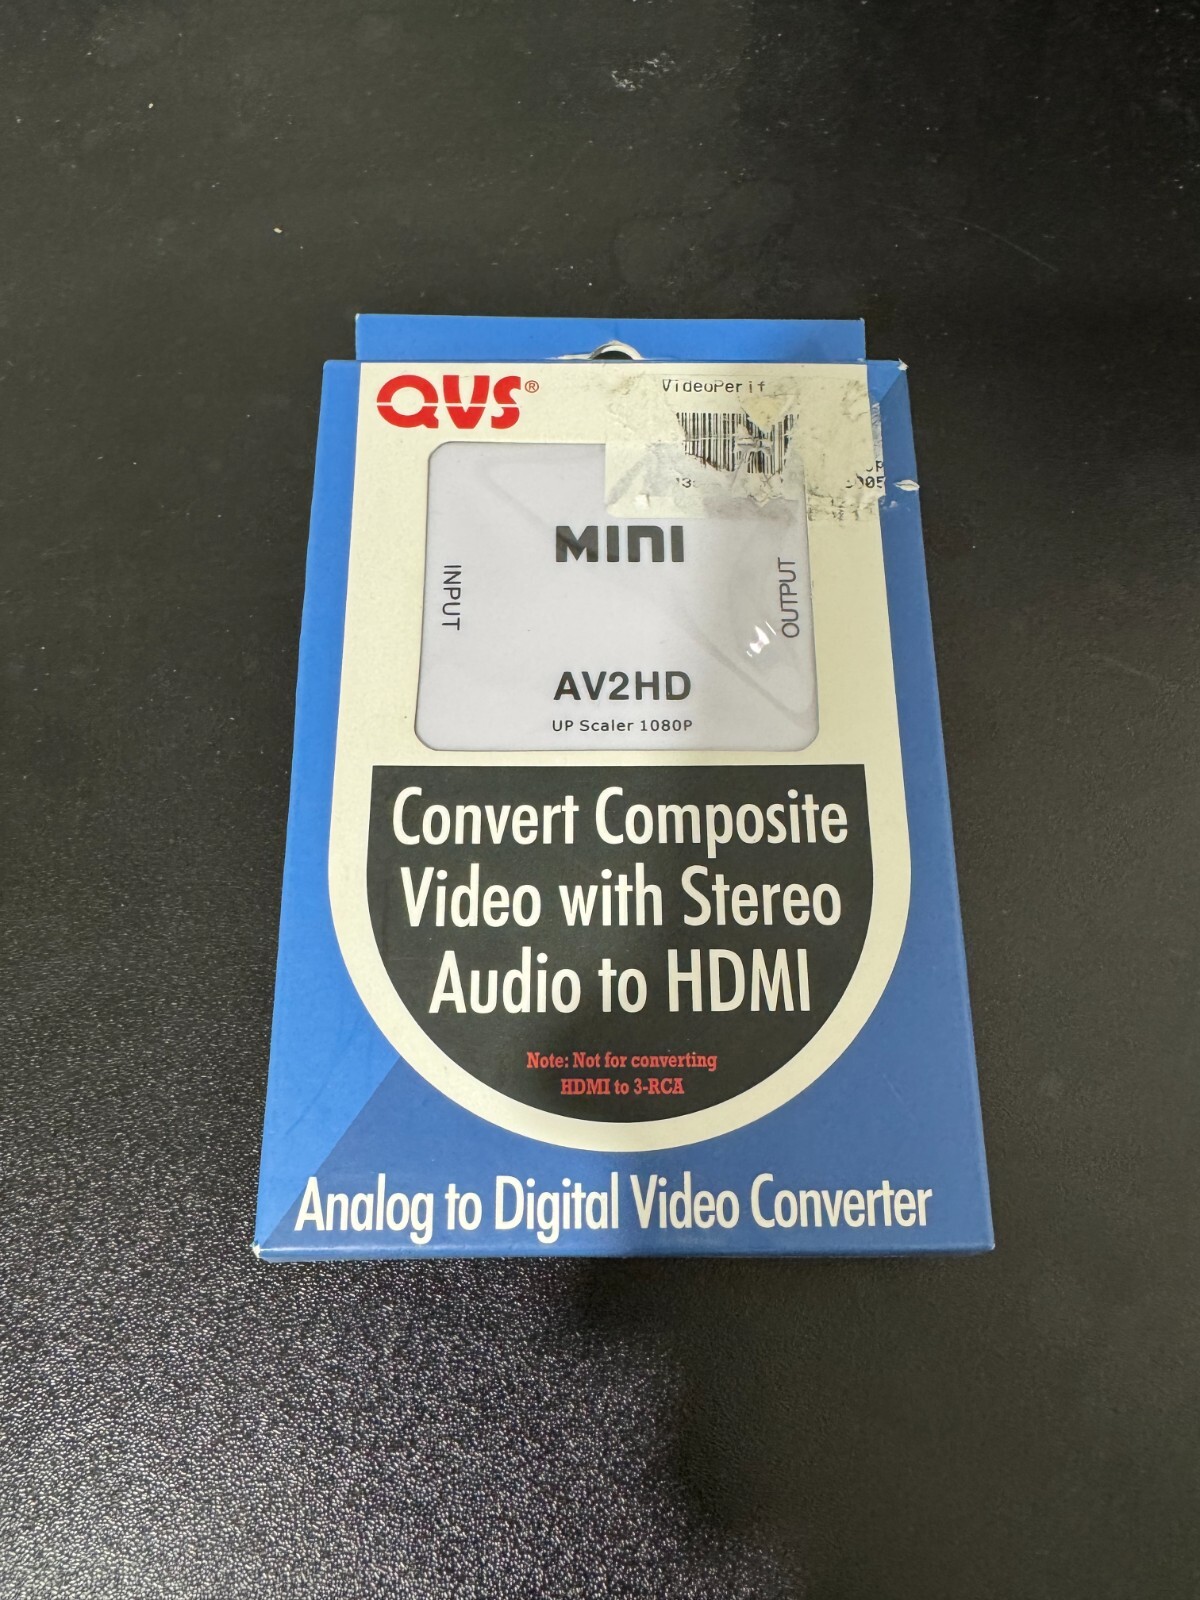 QVS®
VideoPerif
MINI
INPUT
OUTPUT
AV2HD
UP Scaler 1080P
Convert Composite
Video with Stereo
Audio to HDMI
Note: Not for converting
HDMI to 3-RCA
Analog to Digital Video Converter